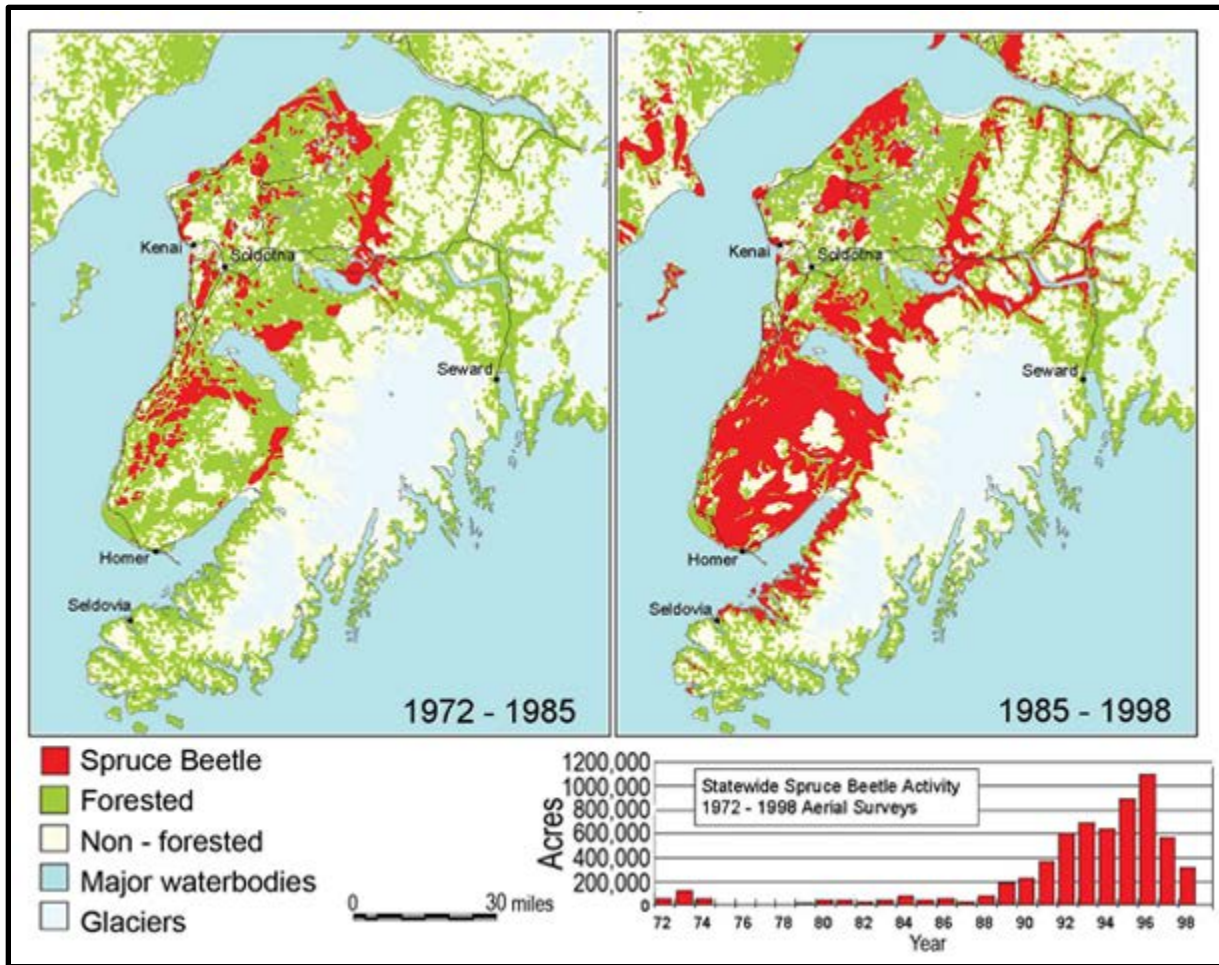 Kenai
Soldotna
Seward
Homer
Seldovia
1972 - 1985
Kenai
Soldotna
Seward
Homer
Seldovia
1985 - 1998
Spruce Beetle
Forested
Non - forested
Major waterbodies
Glaciers
0 30 miles
Statewide Spruce Beetle Activity
1972 - 1998 Aerial Surveys
Acres
1200,000
1000,000
800,000
600,000
400,000
200,000
0
72 74 76 78 80 82 84 86 88 90 92 94 96 98
Year